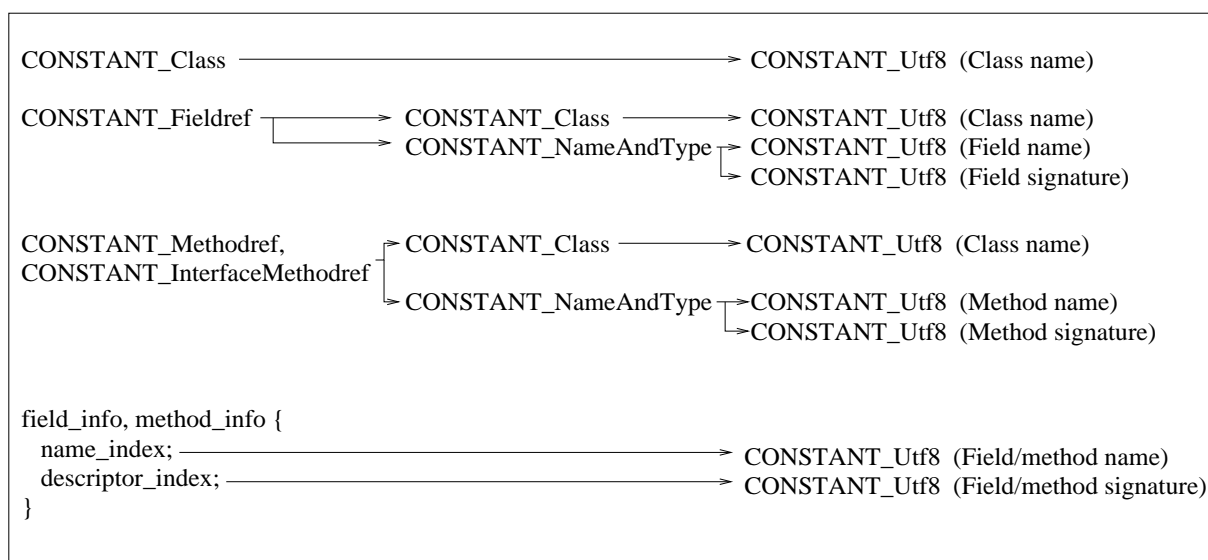 CONSTANT_Class CONSTANT_Utf8 (Class name)
CONSTANT_Fieldref CONSTANT_Class CONSTANT_Utf8 (Class name)
CONSTANT_NameAndType CONSTANT_Utf8 (Field name)
CONSTANT_Utf8 (Field signature)
CONSTANT_Methodref, CONSTANT_Class CONSTANT_Utf8 (Class name)
CONSTANT_InterfaceMethodref
CONSTANT_NameAndType CONSTANT_Utf8 (Method name)
CONSTANT_Utf8 (Method signature)
field_info, method_info {
name_index; CONSTANT_Utf8 (Field/method name)
descriptor_index; CONSTANT_Utf8 (Field/method signature)
}